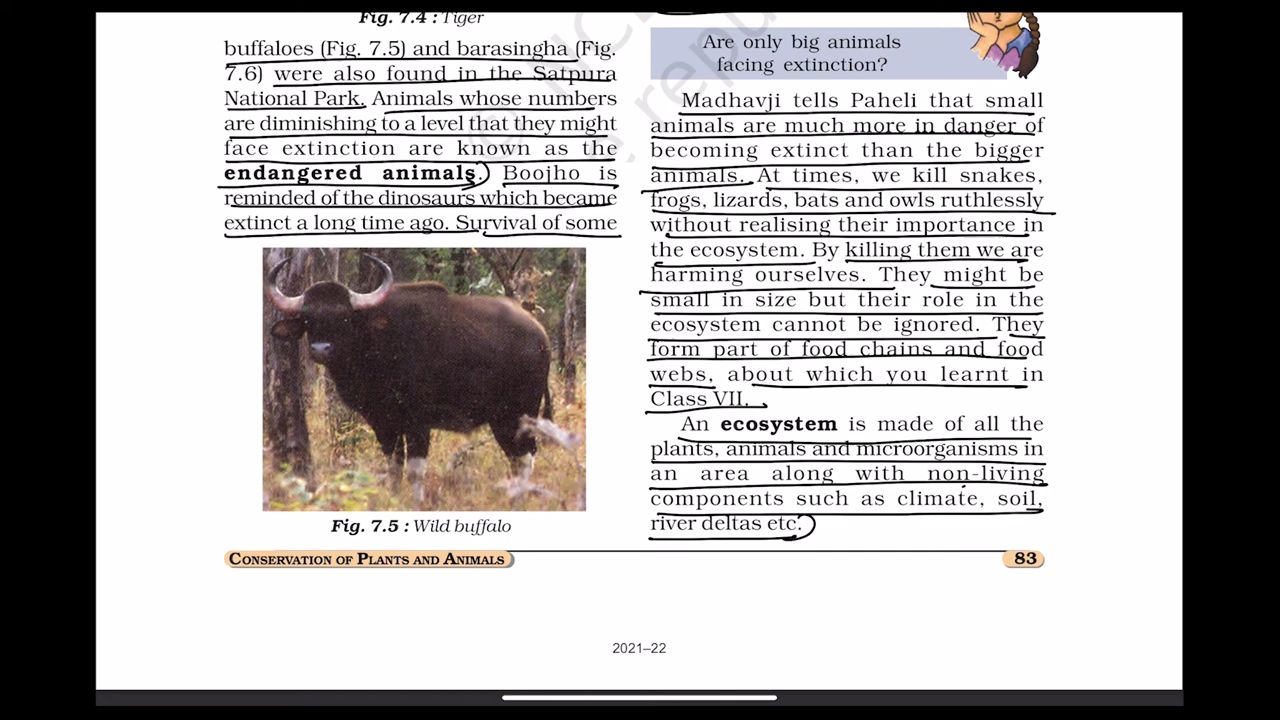 Fig. 7.4 : Tiger
buffaloes (Fig. 7.5) and barasingha (Fig.
7.6) were also found in the Satpura
National Park. Animals whose numbers
are diminishing to a level that they might
face extinction are known as the
endangered animals. Boojho is
reminded of the dinosaurs which became
extinct a long time ago. Survival of some
Fig. 7.5 : Wild buffalo
Are only big animals
facing extinction?
Madhavji tells Paheli that small
animals are much more in danger of
becoming extinct than the bigger
animals. At times, we kill snakes,
frogs, lizards, bats and owls ruthlessly
without realising their importance in
the ecosystem. By killing them we are
harming ourselves. They might be
small in size but their role in the
ecosystem cannot be ignored. They
form part of food chains and food
webs, about which you learnt in
Class VII.
An ecosystem is made of all the
plants, animals and microorganisms in
an area along with non-living
components such as climate, soil,
river deltas etc.
CONSERVATION OF PLANTS AND ANIMALS
83
2021–22